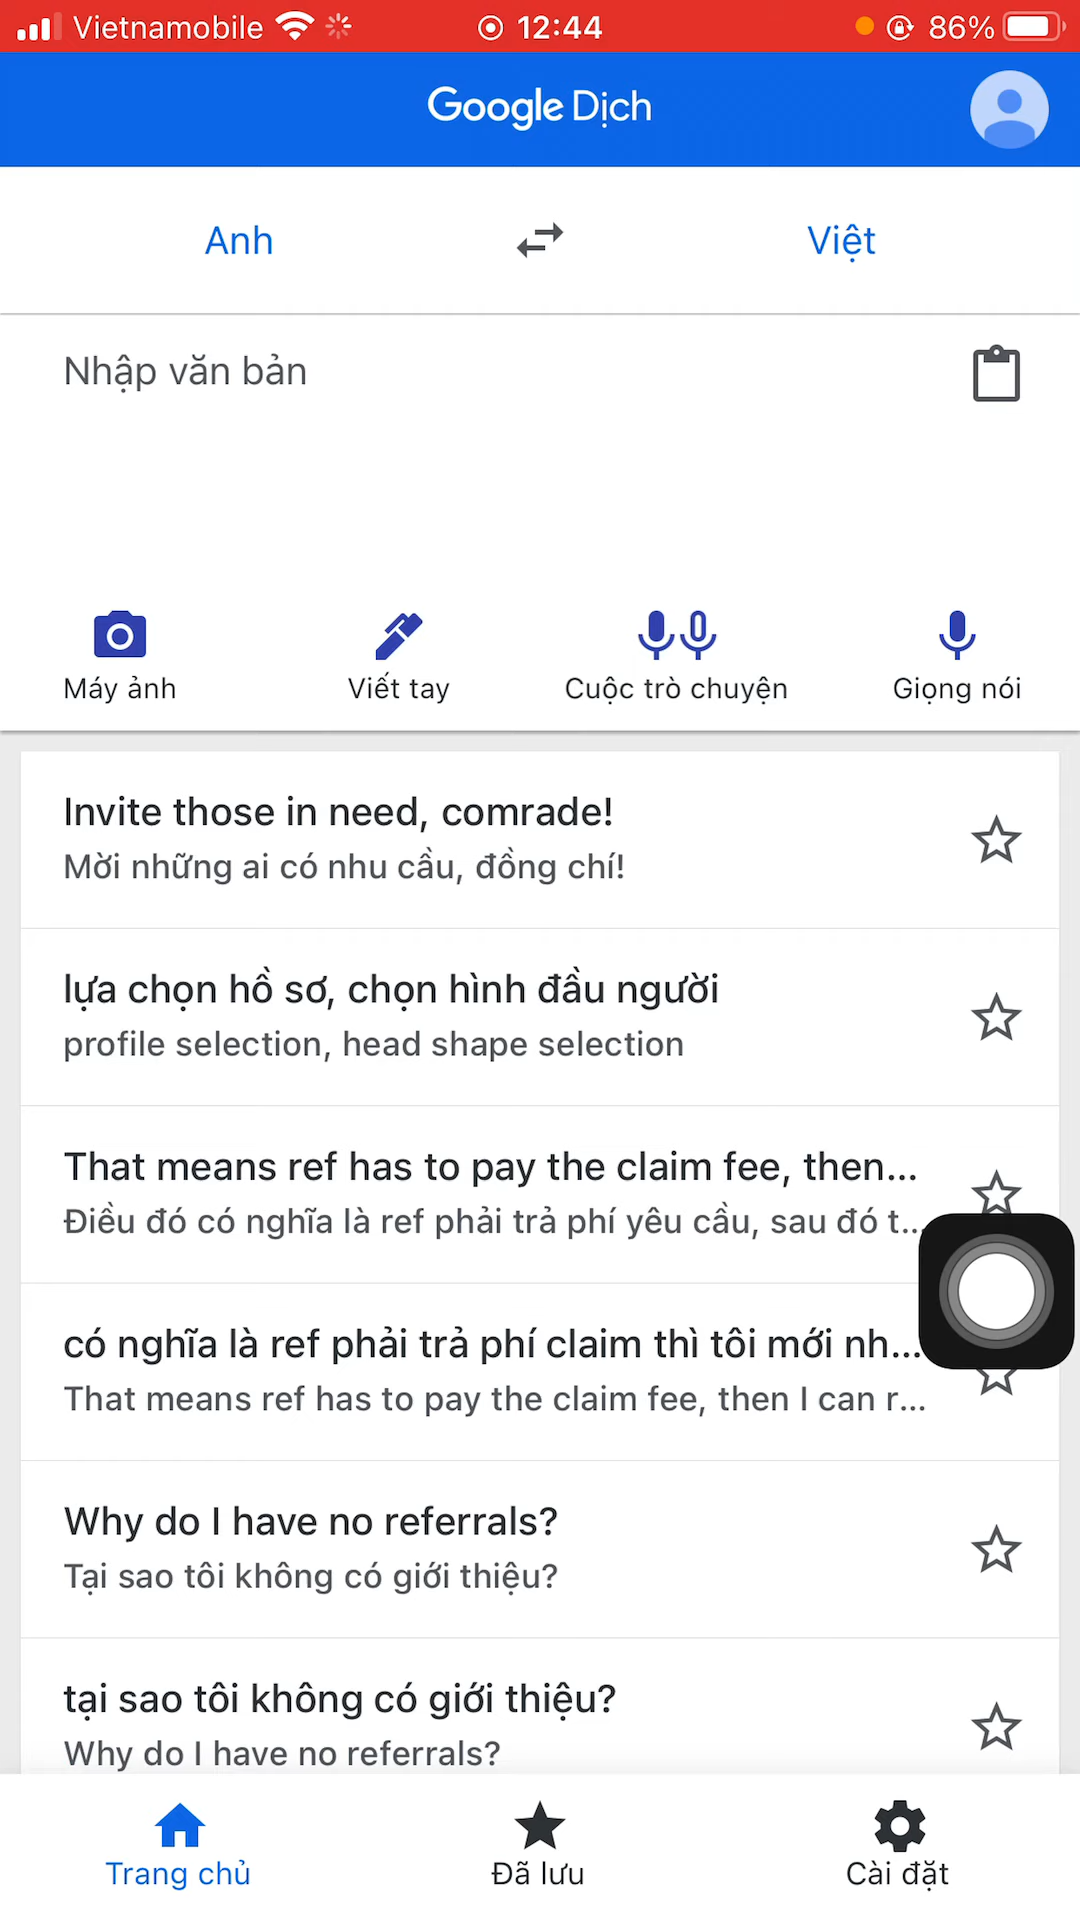 Vietnamobile 12:44 86%
Google Dịch
Anh Việt
Nhập văn bản
Máy ảnh Viết tay Cuộc trò chuyện Giọng nói
Invite those in need, comrade!
Mời những ai có nhu cầu, đồng chí!
lựa chọn hồ sơ, chọn hình đầu người
profile selection, head shape selection
That means ref has to pay the claim fee, then...
Điều đó có nghĩa là ref phải trả phí yêu cầu, sau đó t...
có nghĩa là ref phải trả phí claim thì tôi mới nh...
That means ref has to pay the claim fee, then I can r...
Why do I have no referrals?
Tại sao tôi không có giới thiệu?
tại sao tôi không có giới thiệu?
Why do I have no referrals?
Trang chủ Đã lưu Cài đặt